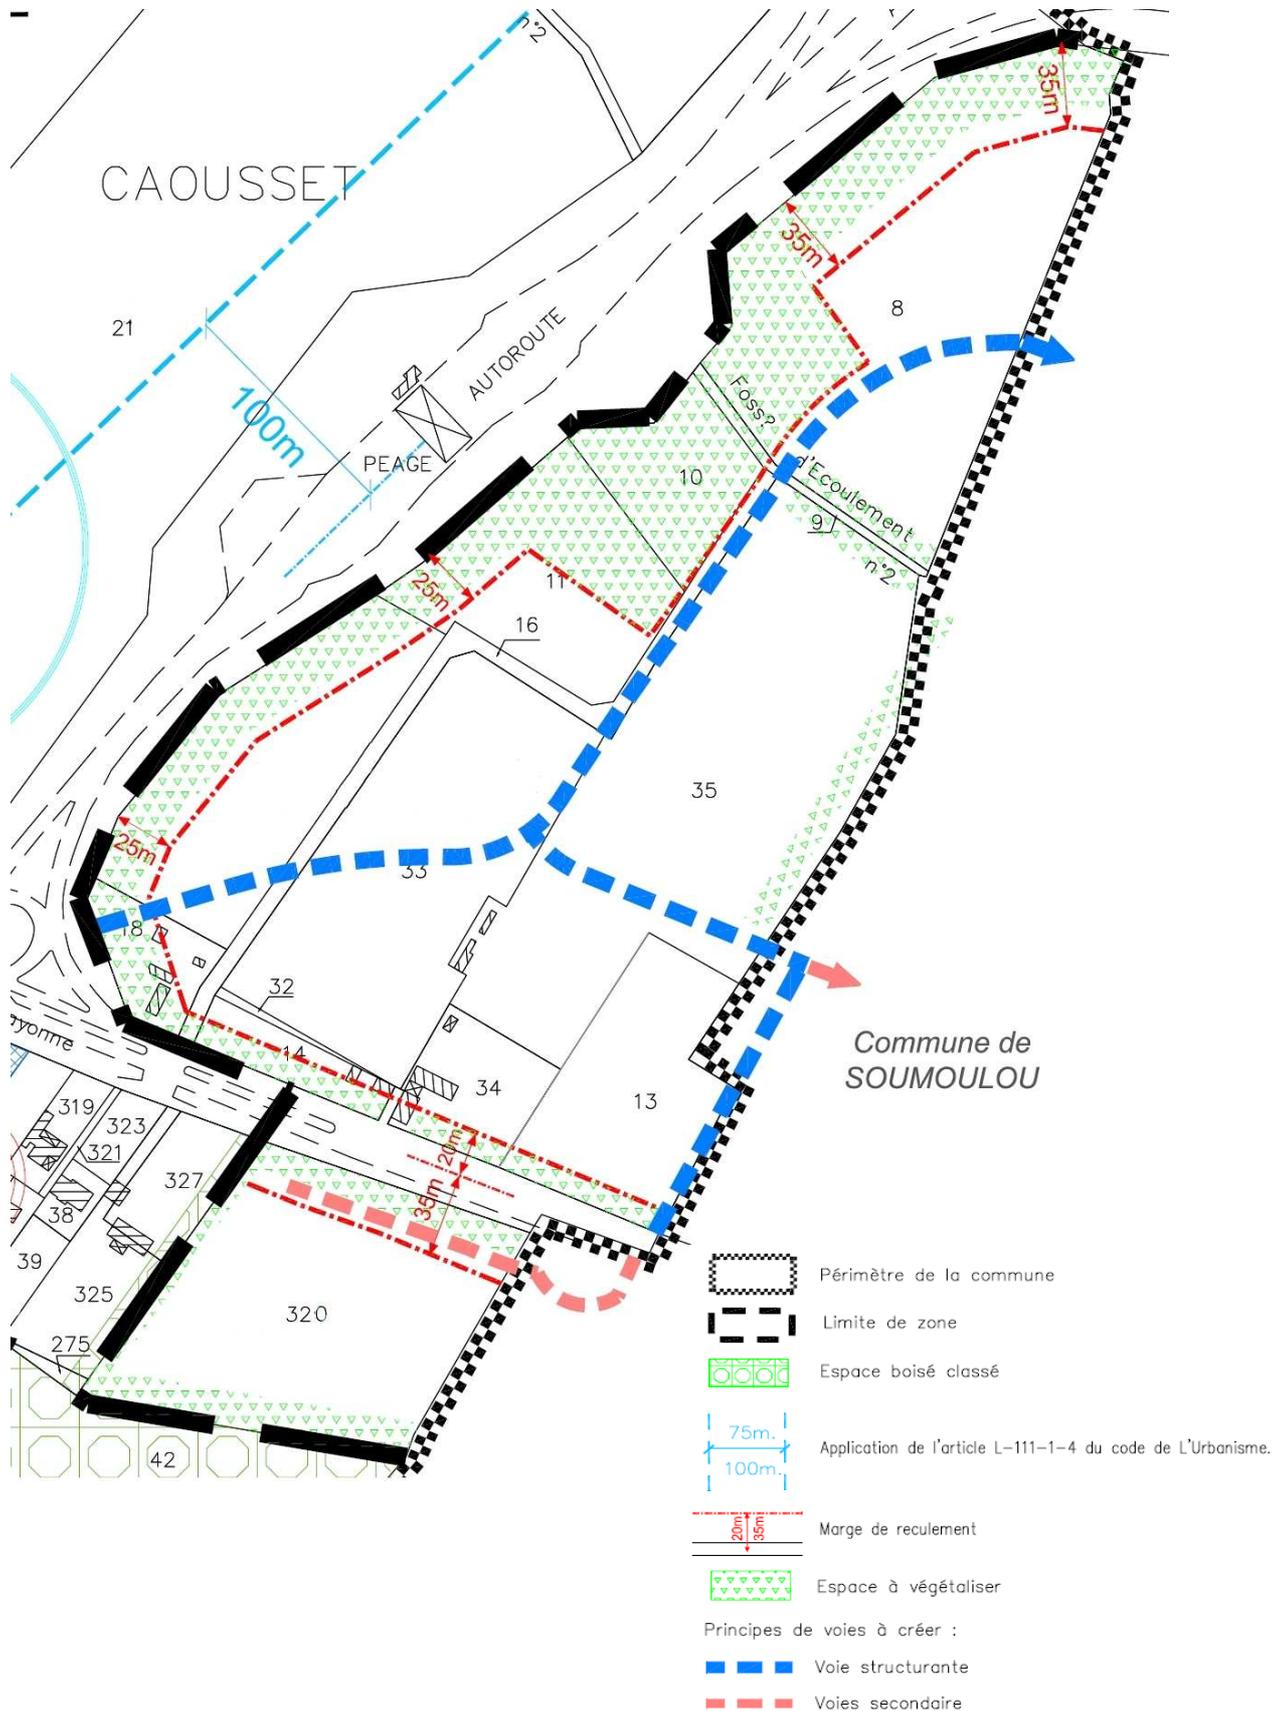 n°2
35m
CAOUSSET
35m
21
8
AUTOROUTE
100m
Foss?
PEAGE
10
d'Ecoulement
9
n°2
25m
11
16
35
25m
33
18
32
ayonne
14
Commune de
SOUMOULOU
34
13
319
323
321
20m
327
35m
38
39
325
320
275
42
Périmètre de la commune
Limite de zone
Espace boisé classé
75m.
100m.
Application de l'article L-111-1-4 du code de L'Urbanisme.
20m
35m
Marge de reculement
Espace à végétaliser
Principes de voies à créer :
Voie structurante
Voies secondaire